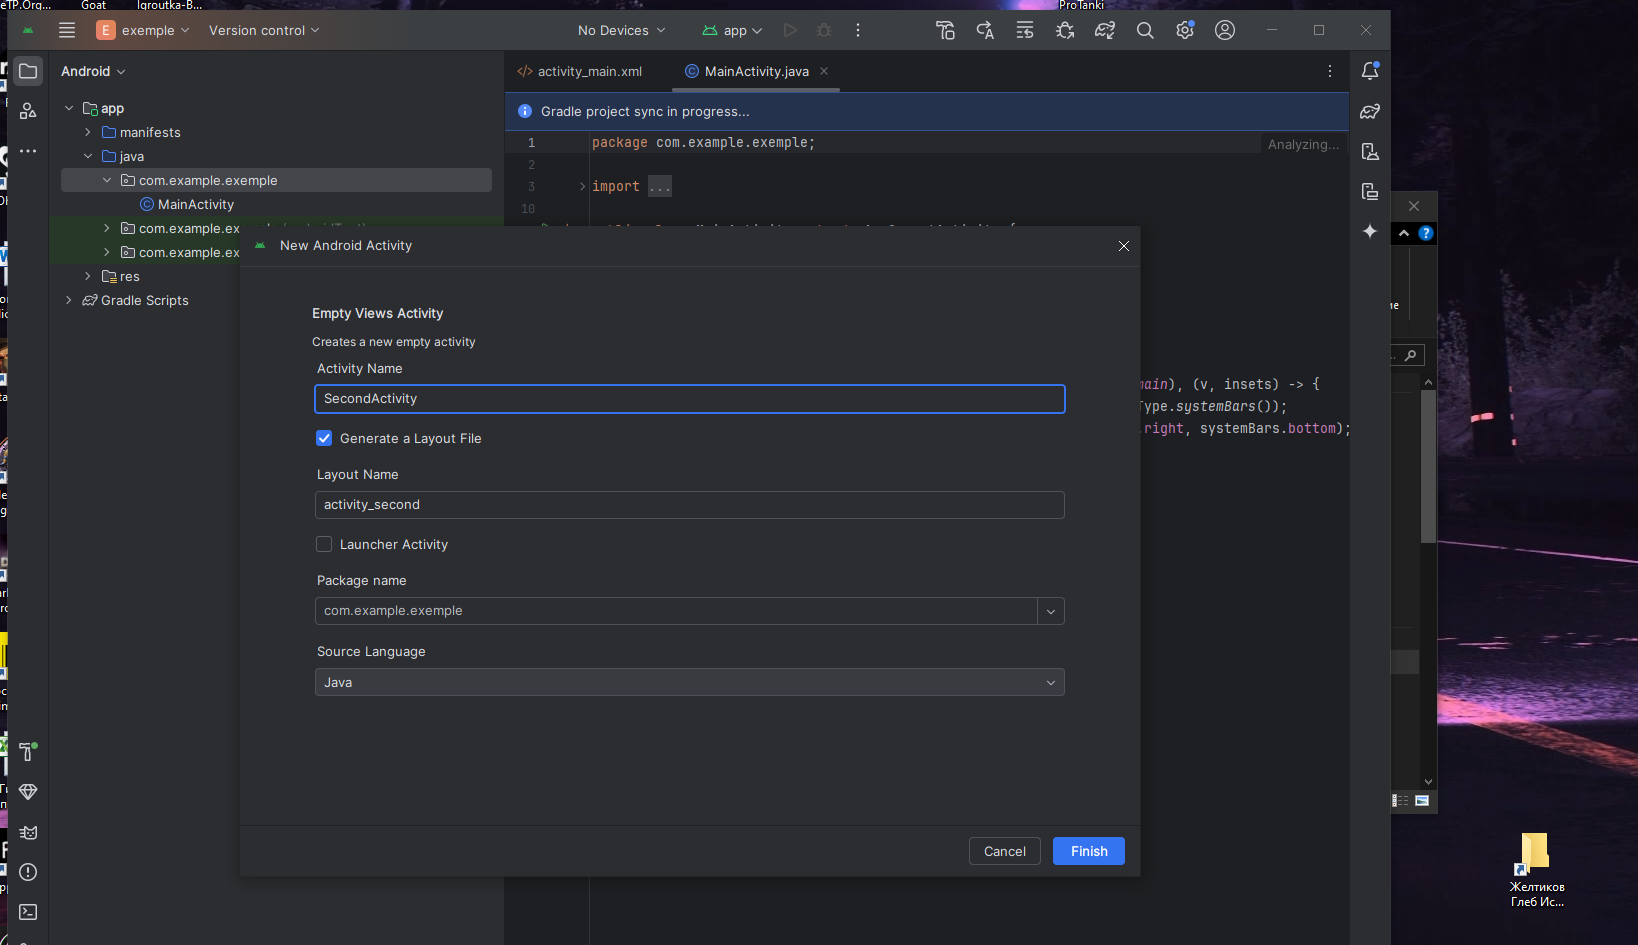 eTP.Org...
Goat
Igroutka-B...
ProTanki
E exemple
Version control
No Devices
app
Android
activity_main.xml
MainActivity.java
Gradle project sync in progress...
app
manifests
java
com.example.exemple
MainActivity
com.example.ex
com.example.ex
res
Gradle Scripts
1 package com.example.exemple;
Analyzing...
2
3 import ...
10
New Android Activity
Empty Views Activity
Creates a new empty activity
Activity Name
SecondActivity
Generate a Layout File
Layout Name
activity_second
Launcher Activity
Package name
com.example.exemple
Source Language
Java
Cancel
Finish
main), (v, insets) -> {
Type.systemBars());
.right, systemBars.bottom);
ие
Желтиков
Глеб Ис...